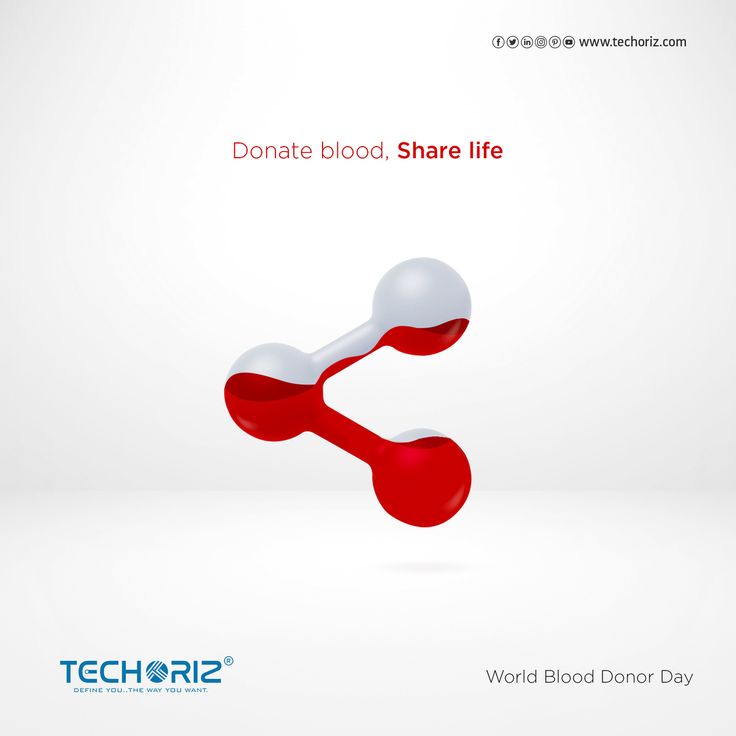 www.techoriz.com
Donate blood, Share life
TECHORIZ®
DEFINE YOU..THE WAY YOU WANT.
World Blood Donor Day